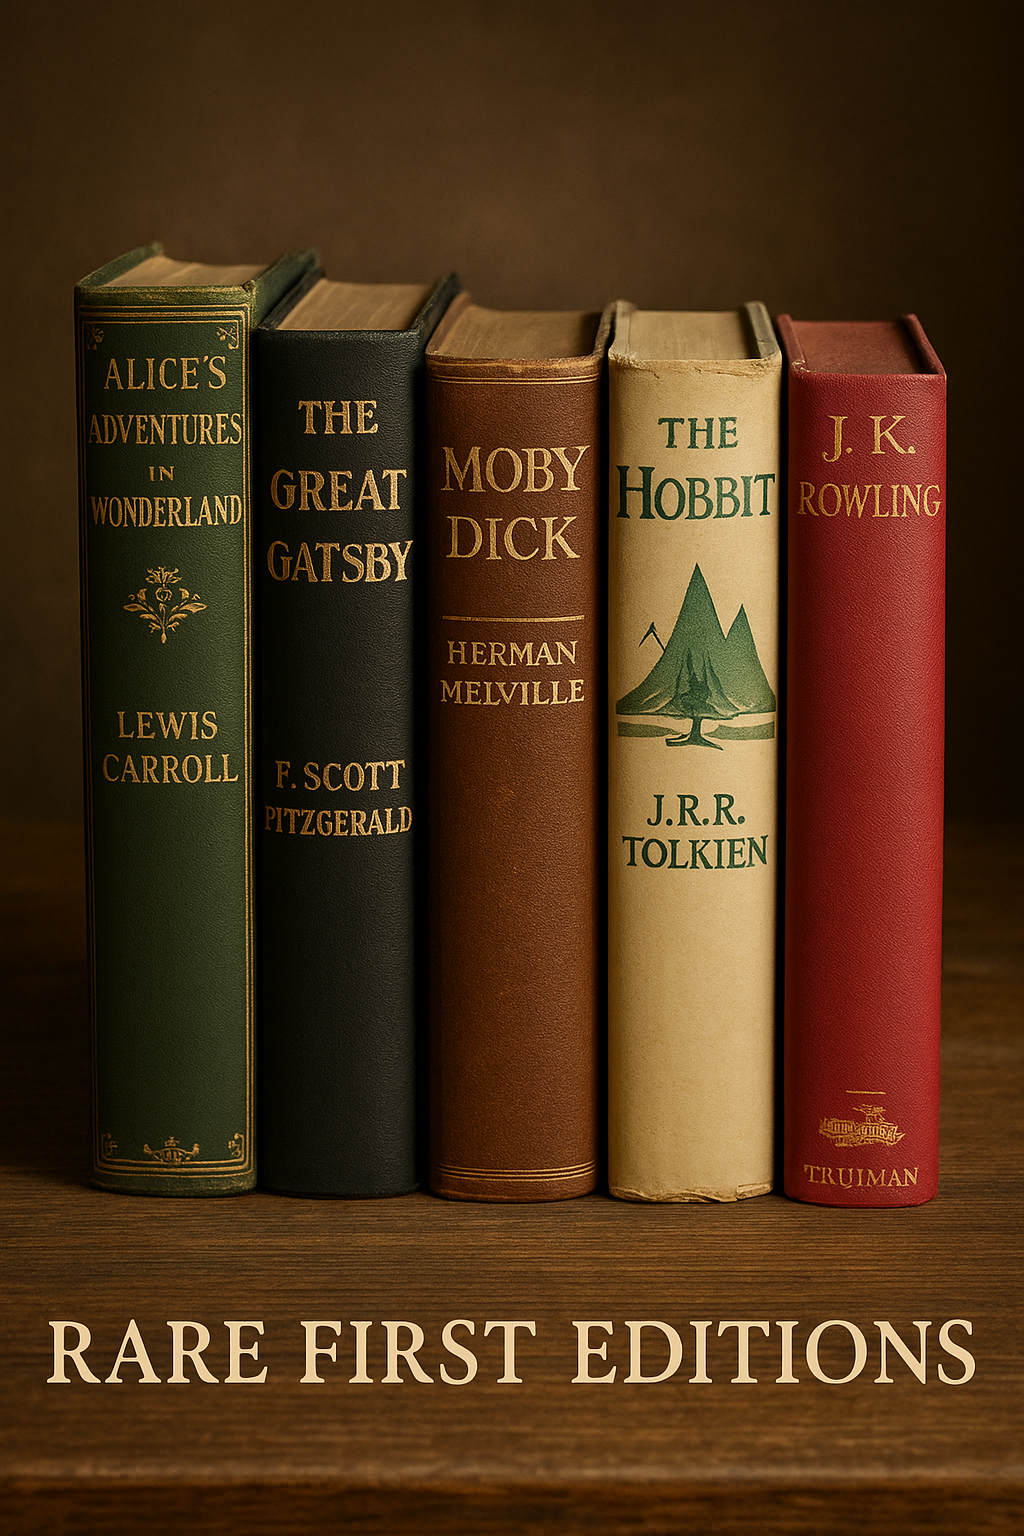 ALICE'S
ADVENTURES
IN
WONDERLAND
LEWIS
CARROLL
THE
GREAT
GATSBY
F. SCOTT
PITZGERALD
MOBY
DICK
HERMAN
MELVILLE
THE
HOBBIT
J.R.R.
TOLKIEN
J. K.
ROWLING
TRUIMAN
RARE FIRST EDITIONS